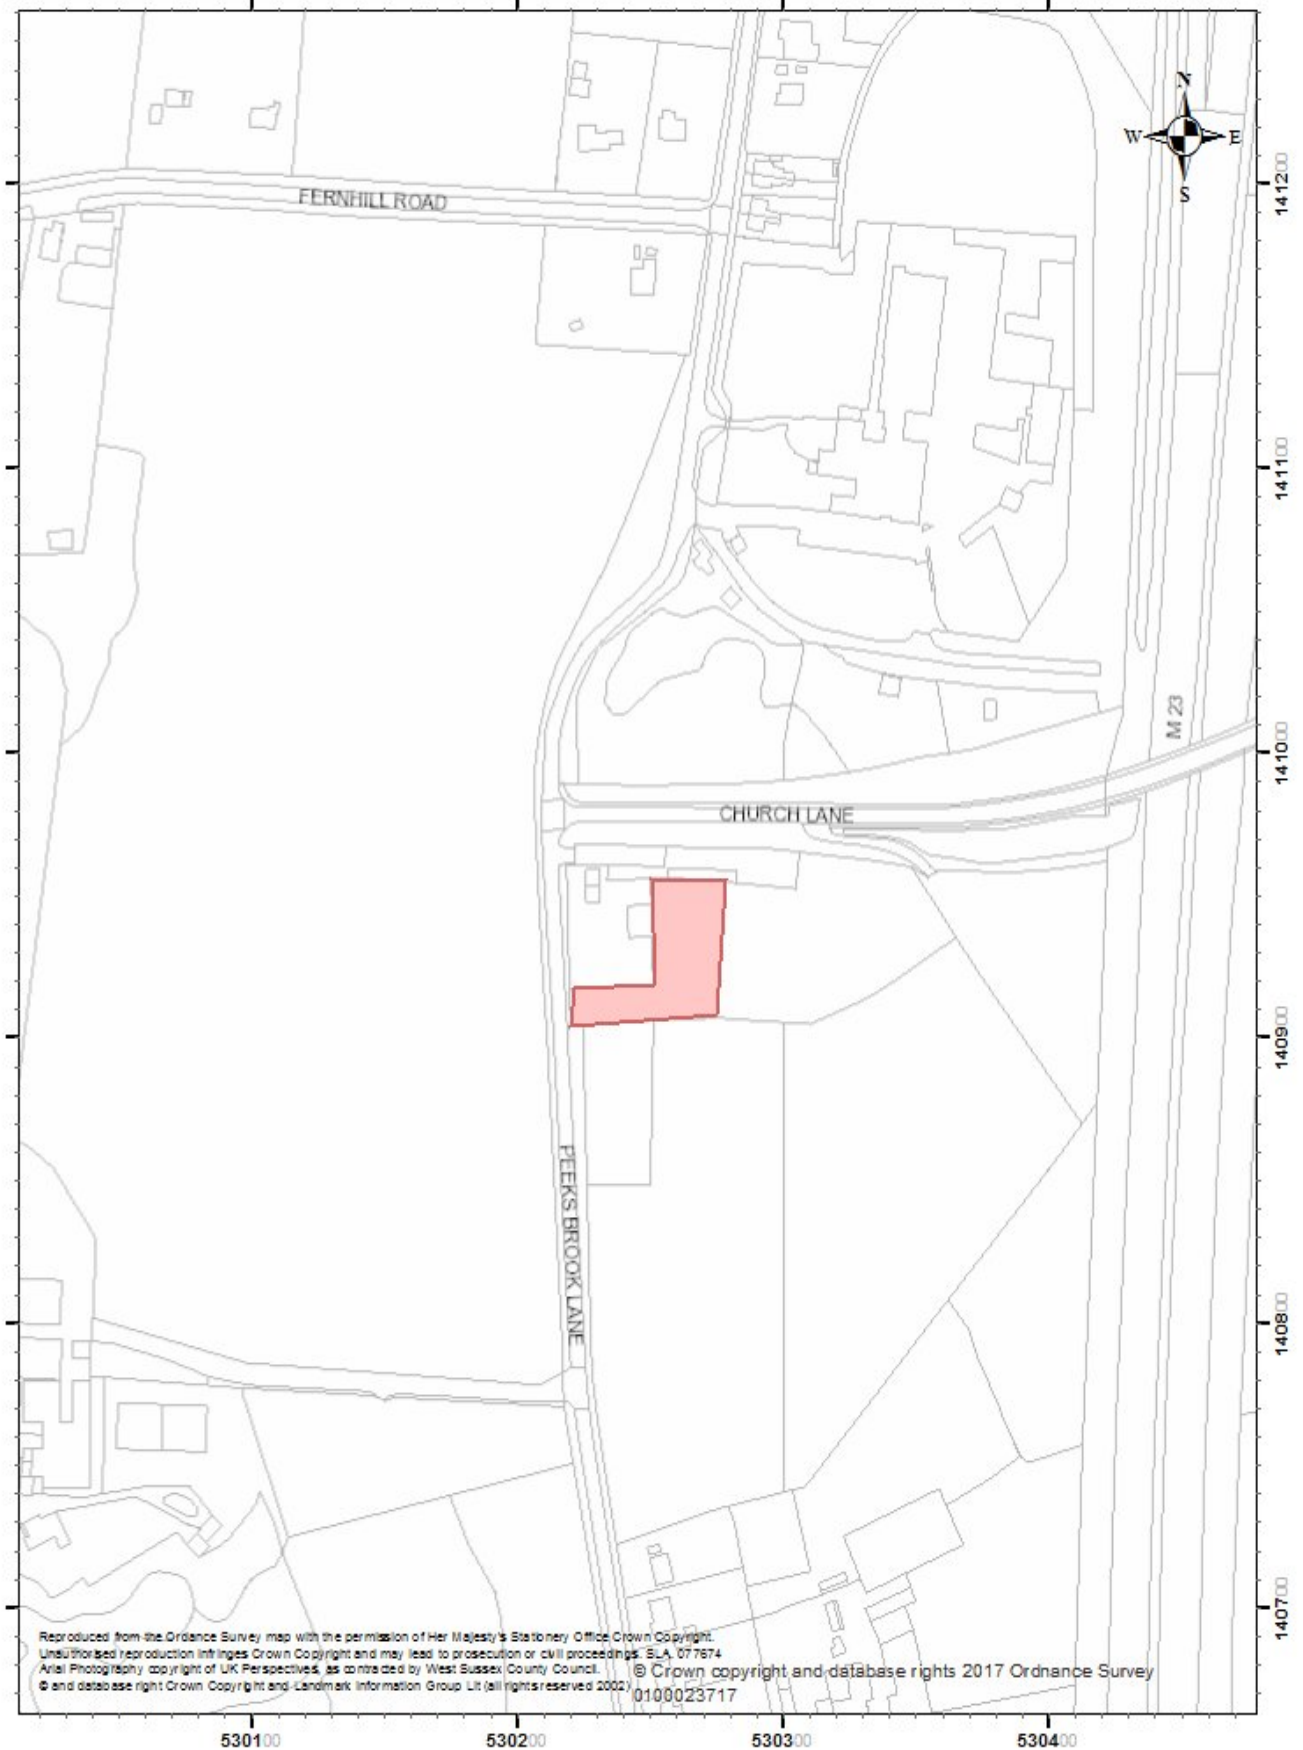 N
W E
S
FERNHILL ROAD
141200
141100
M 23
141000
CHURCH LANE
140900
PEEKS BROOK LANE
140800
140700
Reproduced from the Ordance Survey map with the permission of Her Majesty's Stationery Office Crown Copyright.
Unauthorised reproduction infringes Crown Copyright and may lead to prosecution or civil proceedings. SLA 077674
Arial Photography copyright of UK Perspectives, as contracted by West Sussex County Council.
© and database right Crown Copyright and Landmark Information Group Lit (all rights reserved 2002)
© Crown copyright and database rights 2017 Ordnance Survey
0100023717
530100 530200 530300 530400